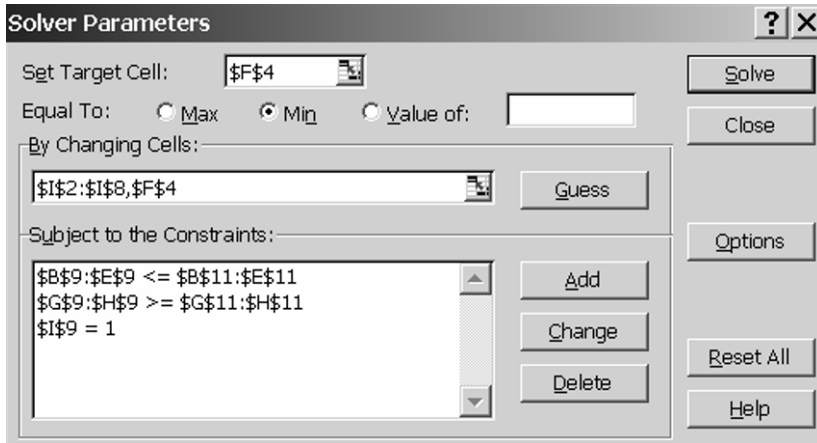 Solver Parameters ? X
Set Target Cell: $F$4 Solve
Equal To: Max Min Value of: Close
By Changing Cells:
$I$2:$I$8,$F$4 Guess
Subject to the Constraints: Options
$B$9:$E$9 <= $B$11:$E$11 Add
$G$9:$H$9 >= $G$11:$H$11
$I$9 = 1 Change
Reset All
Delete
Help